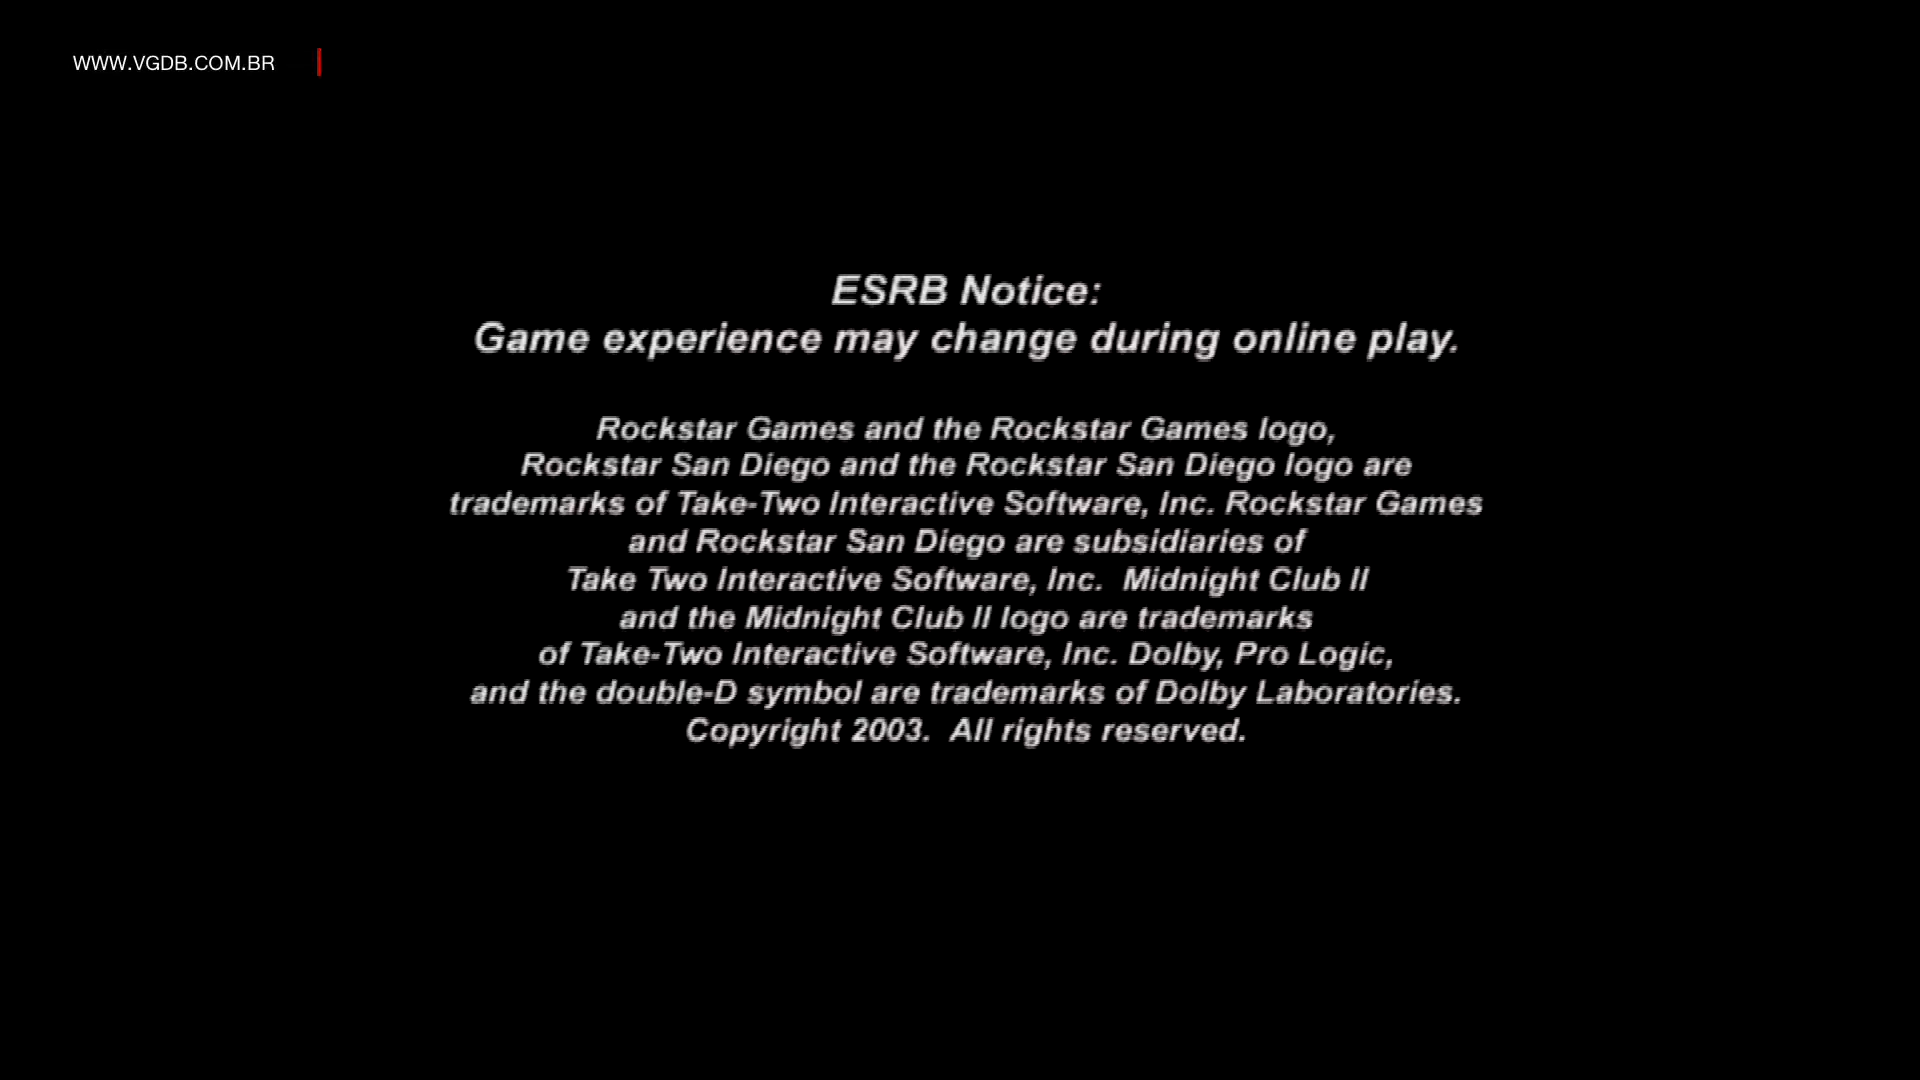 WWW.VGDB.COM.BR
ESRB Notice:
Game experience may change during online play.
Rockstar Games and the Rockstar Games logo,
Rockstar San Diego and the Rockstar San Diego logo are
trademarks of Take-Two Interactive Software, Inc. Rockstar Games
and Rockstar San Diego are subsidiaries of
Take Two Interactive Software, Inc.  Midnight Club II
and the Midnight Club II logo are trademarks
of Take-Two Interactive Software, Inc. Dolby, Pro Logic,
and the double-D symbol are trademarks of Dolby Laboratories.
Copyright 2003.  All rights reserved.